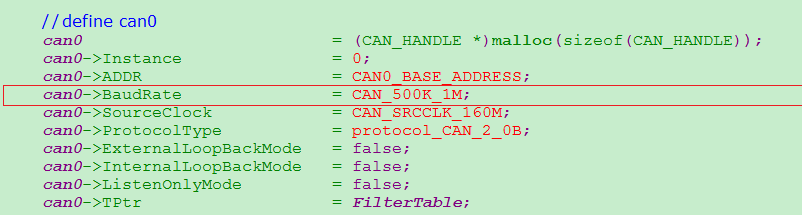 //define can0
can0 = (CAN_HANDLE *)malloc(sizeof(CAN_HANDLE));
can0->Instance = 0;
can0->ADDR = CAN0_BASE_ADDRESS;
can0->BaudRate = CAN_500K_1M;
can0->SourceClock = CAN_SRCCLK_160M;
can0->ProtocolType = protocol_CAN_2_0B;
can0->ExternalLoopBackMode = false;
can0->InternalLoopBackMode = false;
can0->ListenOnlyMode = false;
can0->TPtr = FilterTable;